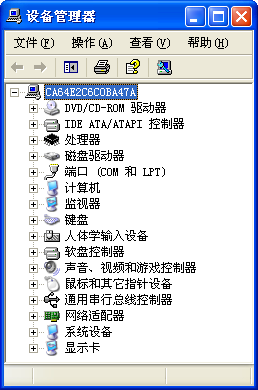 设备管理器
文件(F) 操作(A) 查看(V) 帮助(H)
CA64E2C6C0BA47A
DVD/CD-ROM 驱动器
IDE ATA/ATAPI 控制器
处理器
磁盘驱动器
端口 (COM 和 LPT)
计算机
监视器
键盘
人体学输入设备
软盘控制器
声音、视频和游戏控制器
鼠标和其它指针设备
通用串行总线控制器
网络适配器
系统设备
显示卡